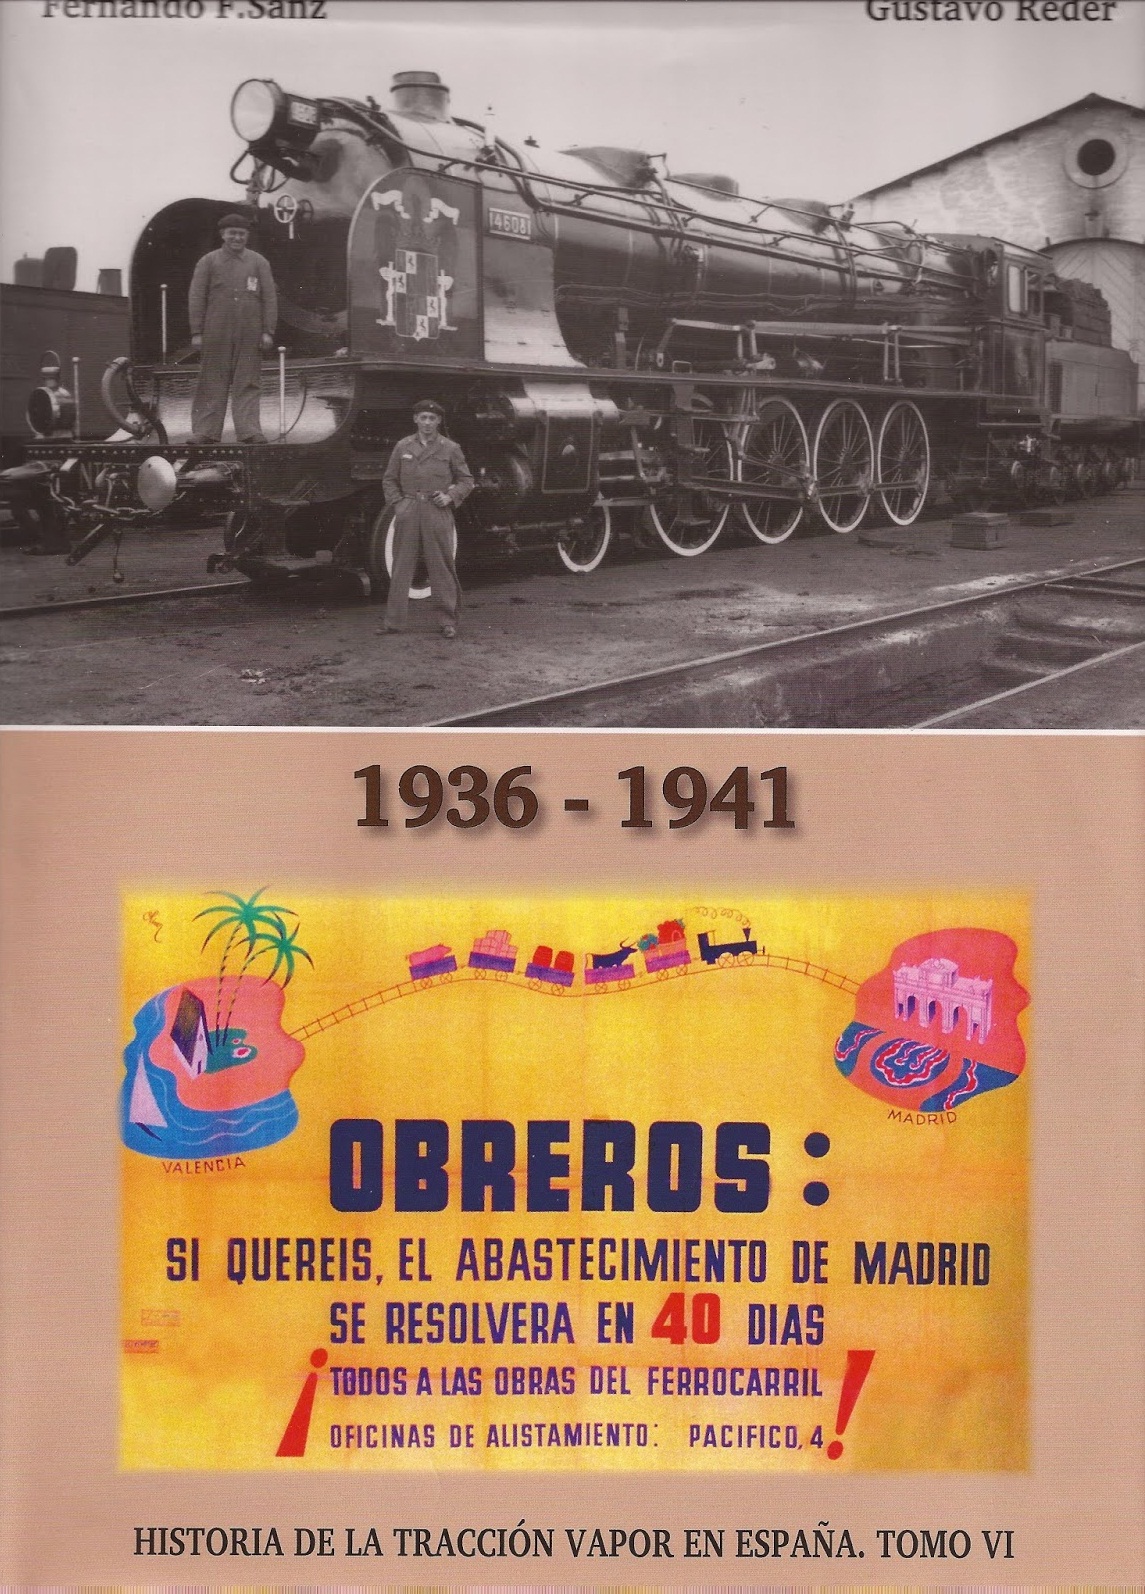 Fernando F.Sanz
Gustavo Reder
4608
1936 - 1941
VALENCIA
MADRID
OBREROS:
SI QUEREIS, EL ABASTECIMIENTO DE MADRID
SE RESOLVERA EN 40 DIAS
¡TODOS A LAS OBRAS DEL FERROCARRIL
OFICINAS DE ALISTAMIENTO: PACIFICO, 4!
HISTORIA DE LA TRACCIÓN VAPOR EN ESPAÑA. TOMO VI